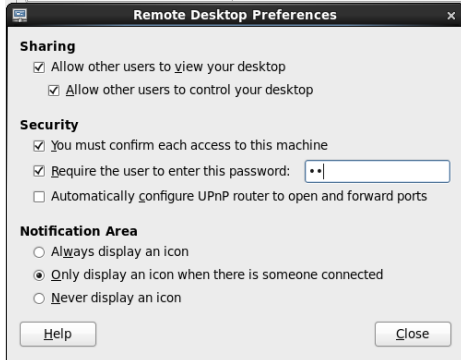 Remote Desktop Preferences
Sharing
Allow other users to view your desktop
Allow other users to control your desktop
Security
You must confirm each access to this machine
Require the user to enter this password: ••
Automatically configure UPnP router to open and forward ports
Notification Area
Always display an icon
Only display an icon when there is someone connected
Never display an icon
Help Close